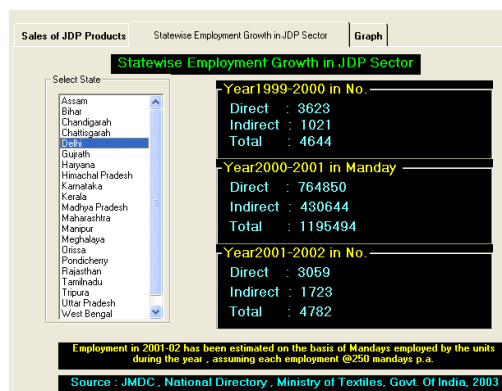 Sales of JDP Products
Statewise Employment Growth in JDP Sector
Graph
Statewise Employment Growth in JDP Sector
Select State
Assam
Bihar
Chandigarah
Chattisgarah
Delhi
Gujrath
Haryana
Himachal Pradesh
Karnataka
Kerala
Madhya Pradesh
Maharashtra
Manipur
Meghalaya
Orissa
Pondicherry
Rajasthan
Tamilnadu
Tripura
Uttar Pradesh
West Bengal
Year1999-2000 in No.
Direct : 3623
Indirect : 1021
Total : 4644
Year2000-2001 in Manday
Direct : 764850
Indirect : 430644
Total : 1195494
Year2001-2002 in No.
Direct : 3059
Indirect : 1723
Total : 4782
Employment in 2001-02 has been estimated on the basis of Mandays employed by the units
during the year , assuming each employment @250 mandays p.a.
Source : JMDC , National Directory , Ministry of Textiles, Govt. Of India, 2003